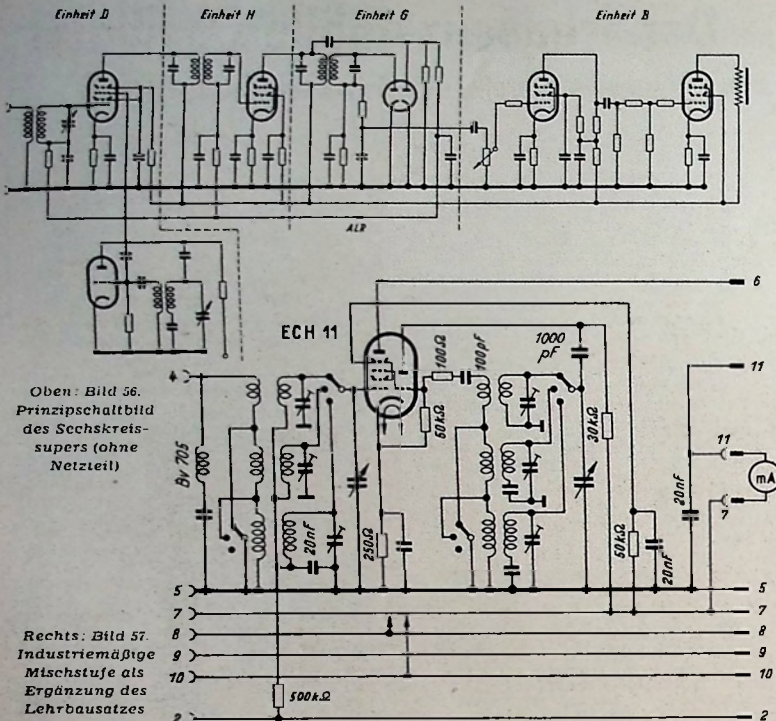 Einheit D
Einheit H
Einheit G
Einheit B
ALR
6
ECH 11
1000 pF
100Ω
100pF
11
4
Oben: Bild 56.
Prinzipschaltbild
des Sechskreis-
supers (ohne
Netzteil)
Bv 705
50kΩ
30kΩ
11
mA
20nF
7
20nF
250Ω
50kΩ
20nF
5
5
7
7
Rechts: Bild 57.
Industriemäßige
Mischstufe als
Ergänzung des
Lehrbausatzes
8
8
9
9
10
10
500kΩ
2
2